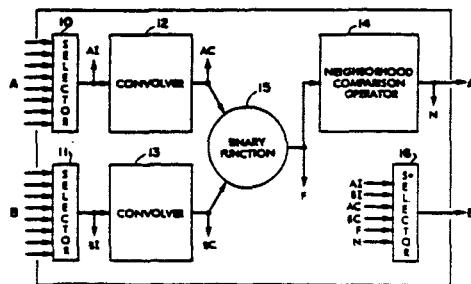 10
12
14
AI
AC
15
A
SELECTOR
CONVOLVER
NEIGHBORHOOD
COMPARISON
OPERATOR
A
N
BINARY
FUNCTION
11
13
16
B
SELECTOR
CONVOLVER
BI
BC
F
AI
BI
AC
BC
F
N
SELECTOR